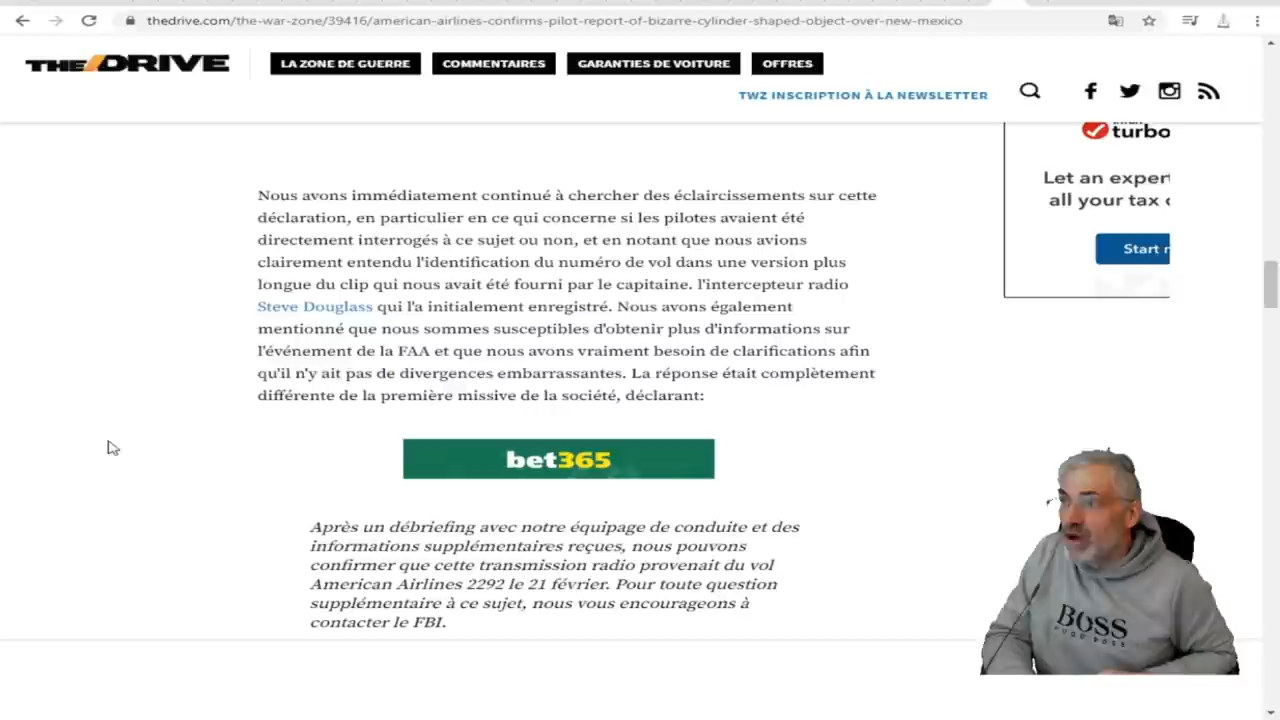 thedrive.com/the-war-zone/39416/american-airlines-confirms-pilot-report-of-bizarre-cylinder-shaped-object-over-new-mexico
THE/DRIVE
LA ZONE DE GUERRE
COMMENTAIRES
GARANTIES DE VOITURE
OFFRES
TWZ INSCRIPTION À LA NEWSLETTER
turbo
Let an exper
all your tax
Start
Nous avons immédiatement continué à chercher des éclaircissements sur cette
déclaration, en particulier en ce qui concerne si les pilotes avaient été
directement interrogés à ce sujet ou non, et en notant que nous avions
clairement entendu l'identification du numéro de vol dans une version plus
longue du clip qui nous avait été fourni par le capitaine. l'intercepteur radio
Steve Douglass qui l'a initialement enregistré. Nous avons également
mentionné que nous sommes susceptibles d'obtenir plus d'informations sur
l'événement de la FAA et que nous avons vraiment besoin de clarifications afin
qu'il n'y ait pas de divergences embarrassantes. La réponse était complètement
différente de la première missive de la société, déclarant:
bet365
Après un débriefing avec notre équipage de conduite et des
informations supplémentaires reçues, nous pouvons
confirmer que cette transmission radio provenait du vol
American Airlines 2292 le 21 février. Pour toute question
supplémentaire à ce sujet, nous vous encourageons à
contacter le FBI.
BOSS
HUGO BOSS